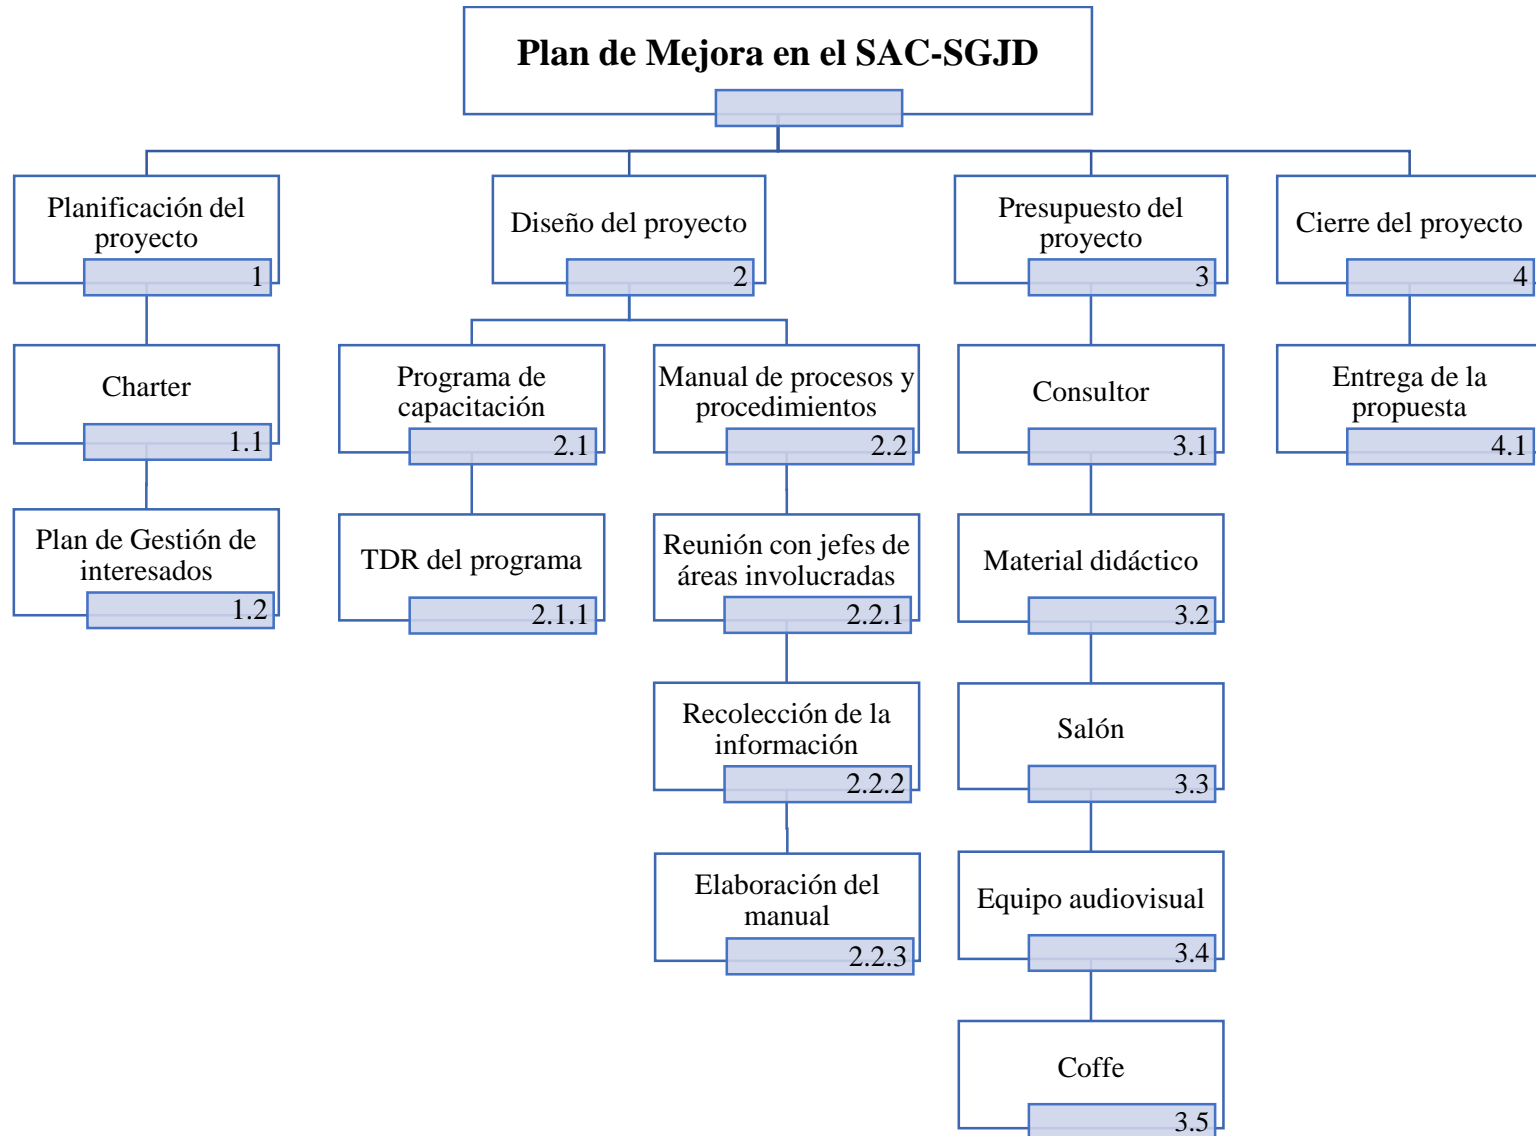 Plan de Mejora en el SAC-SGJD
Planificación del
proyecto
1
Diseño del proyecto
2
Presupuesto del
proyecto
3
Cierre del proyecto
4
Charter
1.1
Programa de
capacitación
2.1
Manual de procesos y
procedimientos
2.2
Consultor
3.1
Entrega de la
propuesta
4.1
Plan de Gestión de
interesados
1.2
TDR del programa
2.1.1
Reunión con jefes de
áreas involucradas
2.2.1
Material didáctico
3.2
Recolección de la
información
2.2.2
Salón
3.3
Elaboración del
manual
2.2.3
Equipo audiovisual
3.4
Coffe
3.5